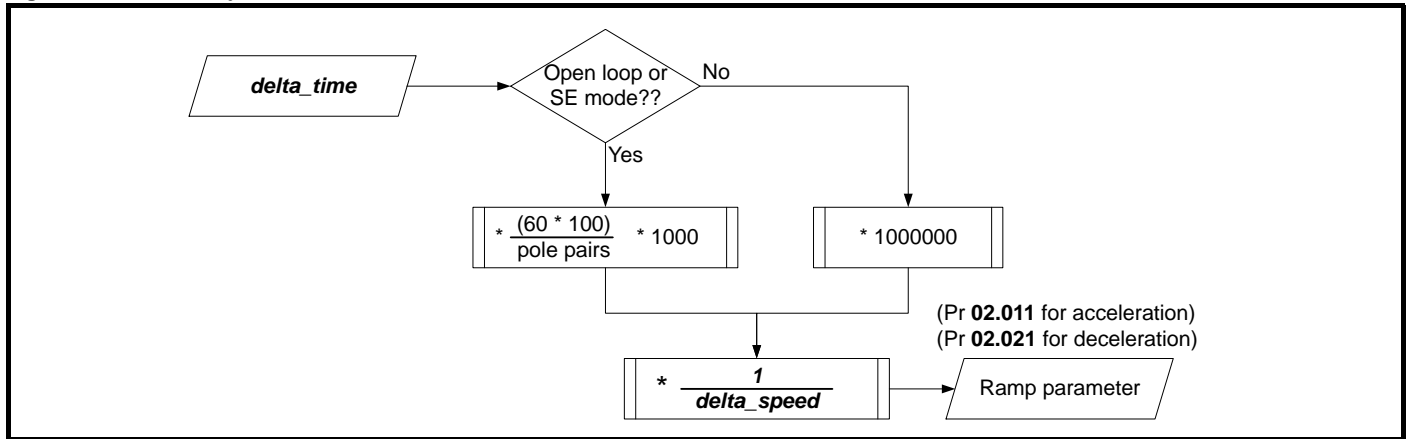 delta_time
Open loop or
SE mode??
No
Yes
* (60 * 100) * 1000
pole pairs
* 1000000
(Pr 02.011 for acceleration)
(Pr 02.021 for deceleration)
* 1
delta_speed
Ramp parameter